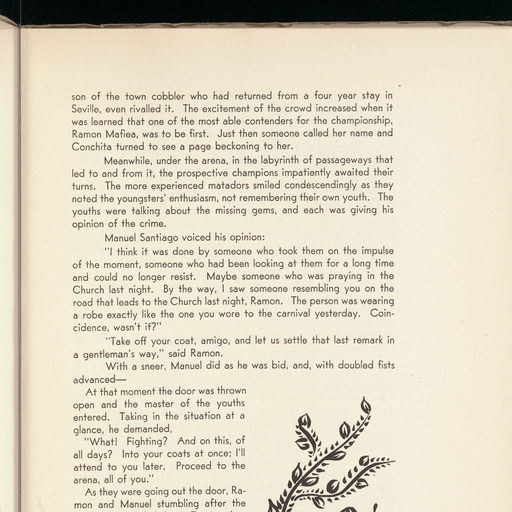 son of the town cobbler who had returned from a four year stay in
Seville, even rivalled it. The excitement of the crowd increased when it
was learned that one of the most able contenders for the championship,
Ramon Mafiea, was to be first. Just then someone called her name and
Conchita turned to see a page beckoning to her.
Meanwhile, under the arena, in the labyrinth of passageways that
led to and from it, the prospective champions impatiently awaited their
turns. The more experienced matadors smiled condescendingly as they
noted the youngsters' enthusiasm, not remembering their own youth. The
youths were talking about the missing gems, and each was giving his
opinion of the crime.
Manuel Santiago voiced his opinion:
"I think it was done by someone who took them on the impulse
of the moment, someone who had been looking at them for a long time
and could no longer resist. Maybe someone who was praying in the
Church last night. By the way, I saw someone resembling you on the
road that leads to the Church last night, Ramon. The person was wearing
a robe exactly like the one you wore to the carnival yesterday. Coin-
cidence, wasn't if?"
"Take off your coat, amigo, and let us settle that last remark in
a gentleman's way," said Ramon.
With a sneer, Manuel did as he was bid, and, with doubled fists
advanced—
At that moment the door was thrown
open and the master of the youths
entered. Taking in the situation at a
glance, he demanded,
"What! Fighting? And on this, of
all days? Into your coats at once; I'll
attend to you later. Proceed to the
arena, all of you."
As they were going out the door, Ra-
mon and Manuel stumbling after the